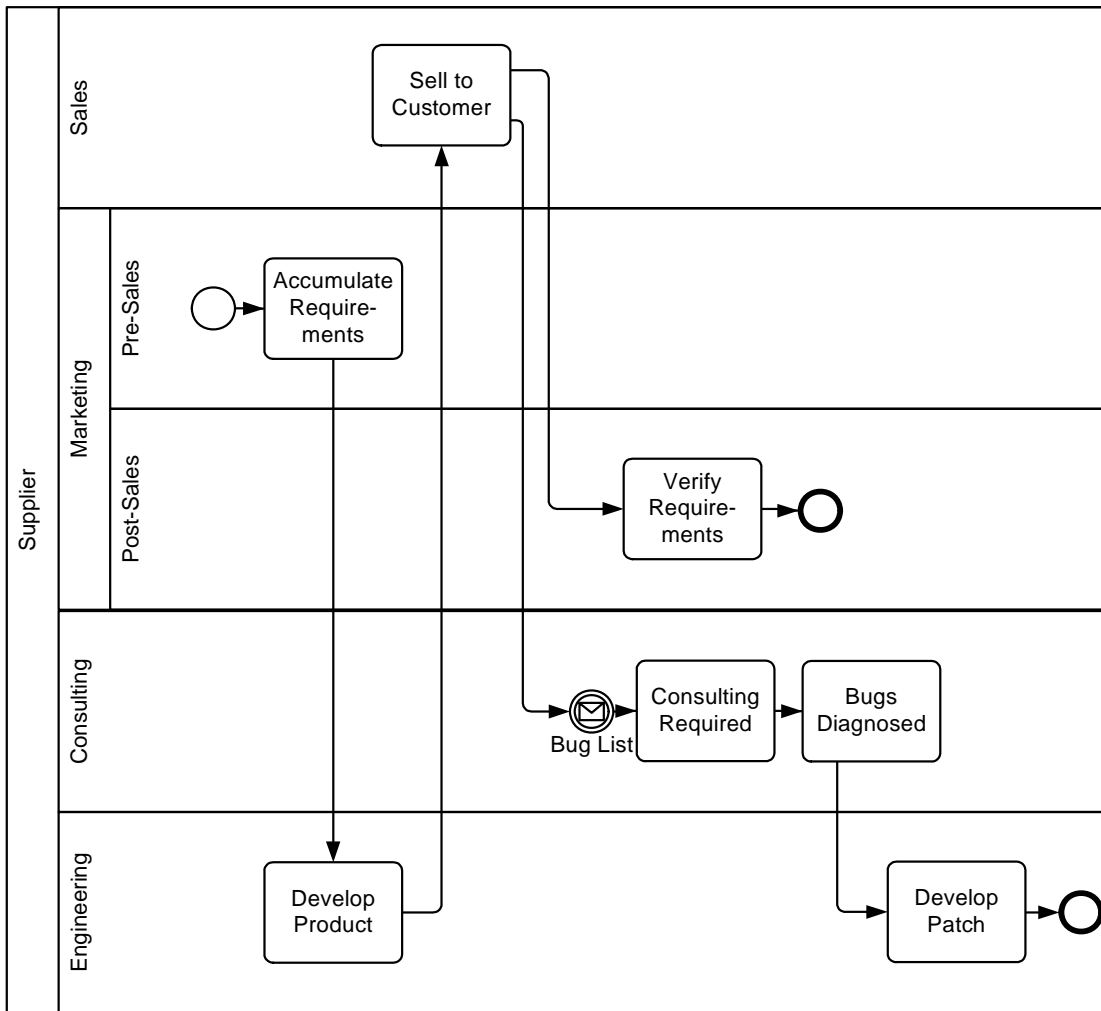 Supplier
Sales
Sell to
Customer
Marketing
Pre-Sales
Accumulate
Require-
ments
Post-Sales
Verify
Require-
ments
Consulting
Bug List
Consulting
Required
Bugs
Diagnosed
Engineering
Develop
Product
Develop
Patch